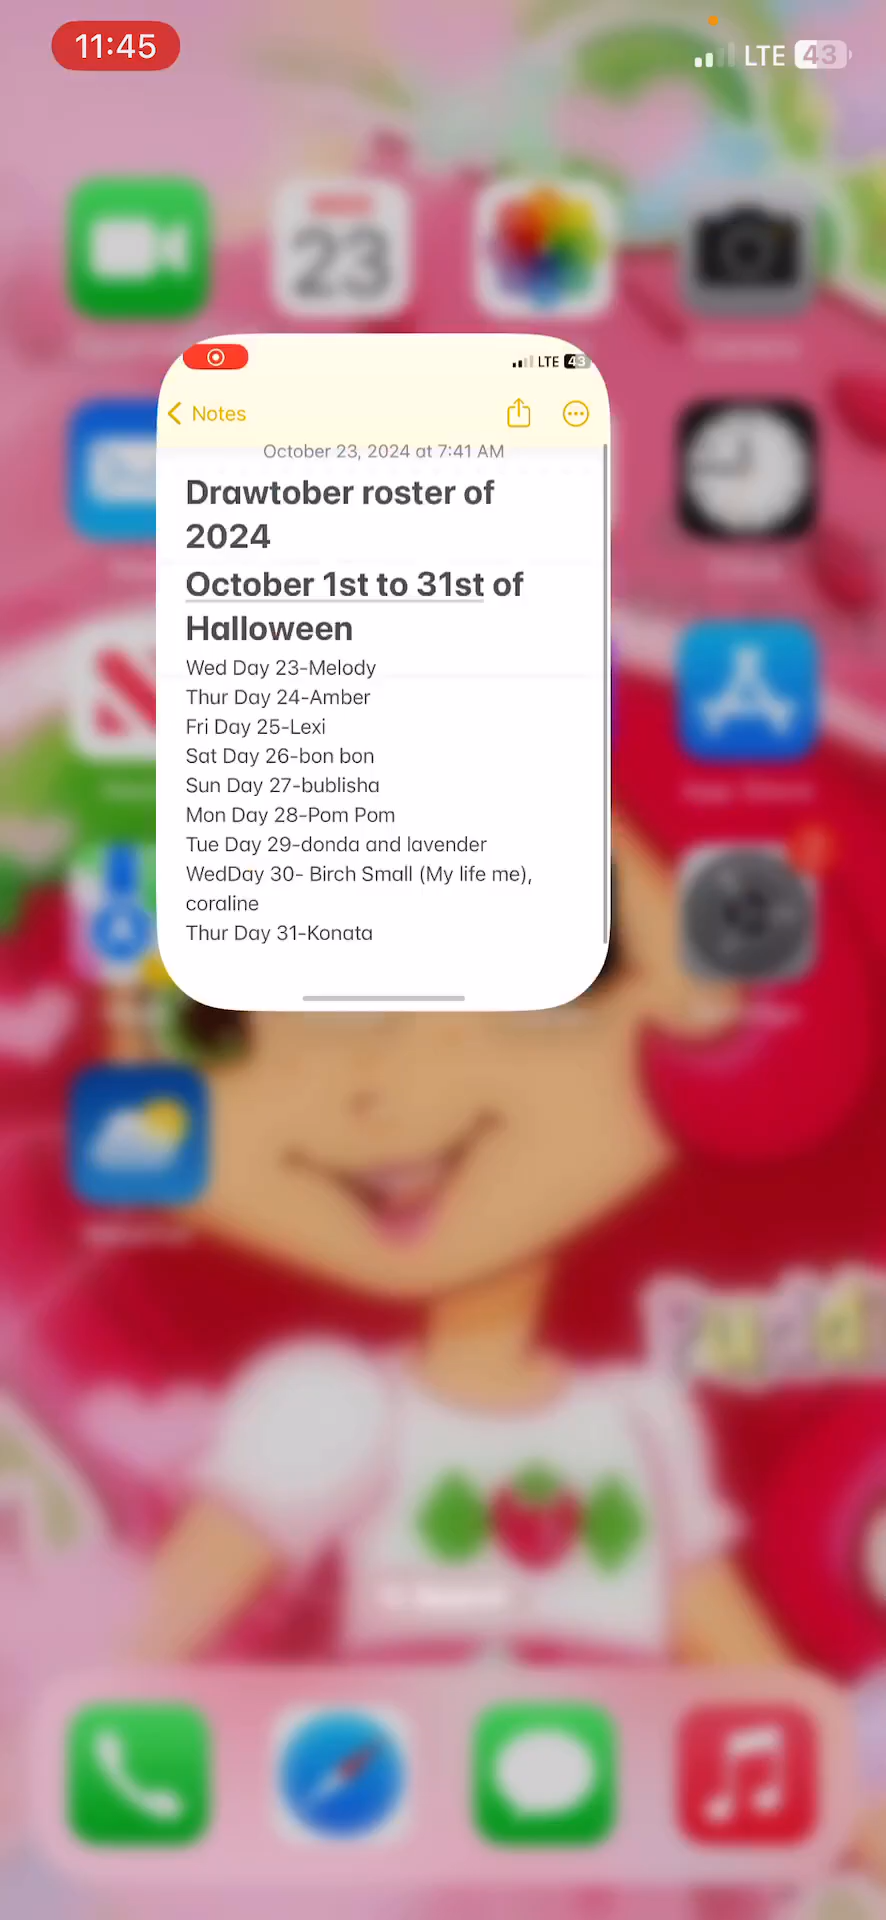 11:45
LTE 43
23
LTE 43
Notes
October 23, 2024 at 7:41 AM
Drawtober roster of
2024
October 1st to 31st of
Halloween
Wed Day 23-Melody
Thur Day 24-Amber
Fri Day 25-Lexi
Sat Day 26-bon bon
Sun Day 27-bublisha
Mon Day 28-Pom Pom
Tue Day 29-donda and lavender
WedDay 30- Birch Small (My life me),
coraline
Thur Day 31-Konata